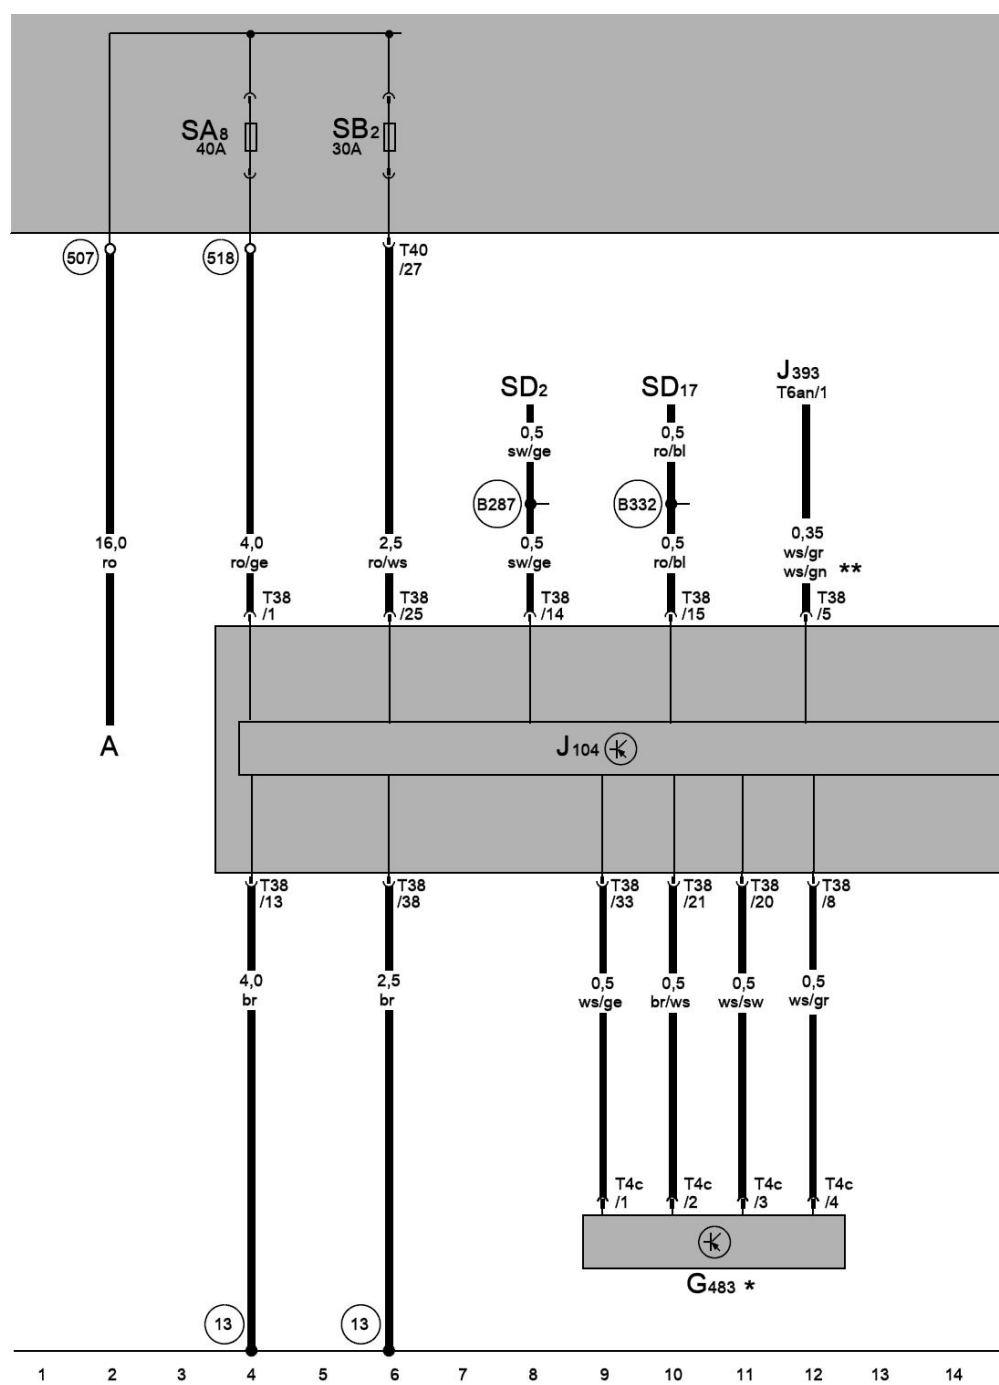 SA8
40A
SB2
30A
507
518
T40
/27
SD2
SD17
J393
T6an/1
0,5
sw/ge
0,5
ro/bl
B287
B332
16,0
ro
4,0
ro/ge
2,5
ro/ws
0,5
sw/ge
0,5
ro/bl
0,35
ws/gr
ws/gn **
T38
/1
T38
/25
T38
/14
T38
/15
T38
/5
A
J104
T38
/13
T38
/38
T38
/33
T38
/21
T38
/20
T38
/8
4,0
br
2,5
br
0,5
ws/ge
0,5
br/ws
0,5
ws/sw
0,5
ws/gr
T4c
/1
T4c
/2
T4c
/3
T4c
/4
G483 *
13
13
1 2 3 4 5 6 7 8 9 10 11 12 13 14